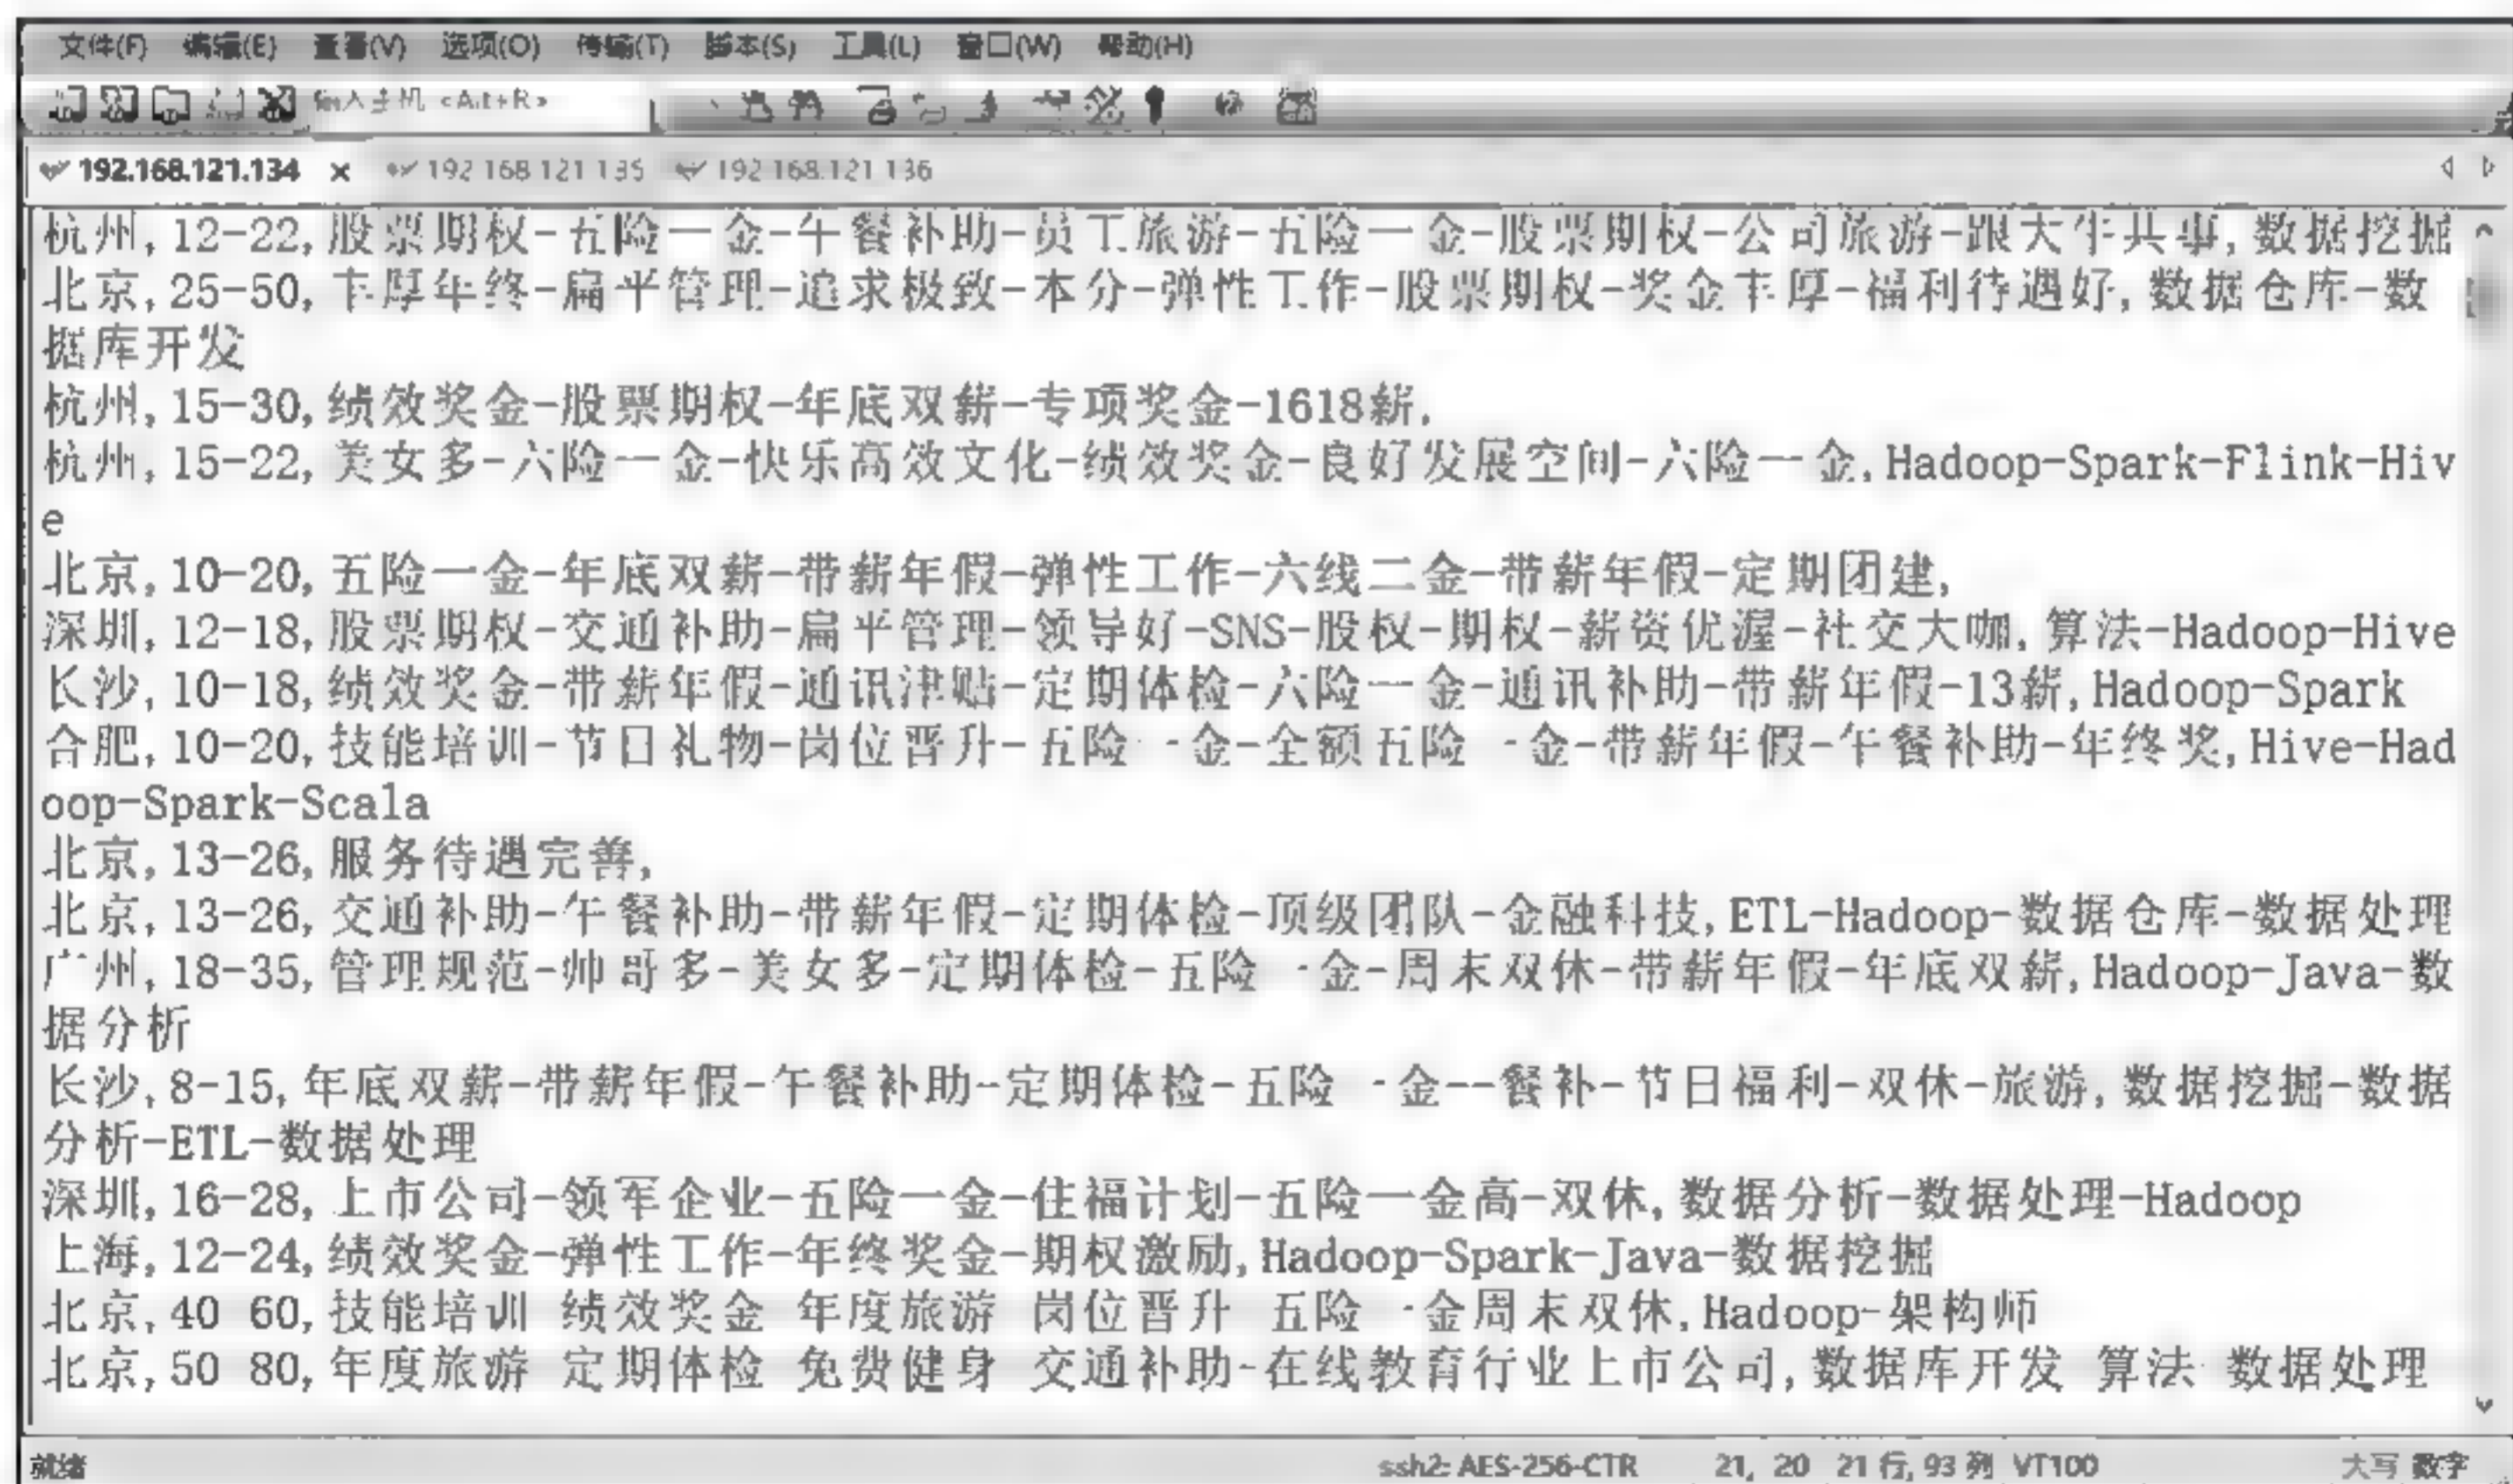 文件(F) 编辑(E) 查看(V) 选项(O) 传输(T) 脚本(S) 工具(L) 窗口(W) 帮助(H)
输入主机 <Alt+R>
192.168.121.134 × 192.168.121.135 192.168.121.136
杭州,12-22,股票期权-五险一金-午餐补助-员工旅游-五险一金-股票期权-公司旅游-跟大牛共事,数据挖掘
北京,25-50,丰厚年终-扁平管理-追求极致-本分-弹性工作-股票期权-奖金丰厚-福利待遇好,数据仓库-数
据库开发
杭州,15-30,绩效奖金-股票期权-年底双薪-专项奖金-1618薪,
杭州,15-22,美女多-六险一金-快乐高效文化-绩效奖金-良好发展空间-六险一金,Hadoop-Spark-Flink-Hiv
e
北京,10-20,五险一金-年底双薪-带薪年假-弹性工作-六线二金-带薪年假-定期团建,
深圳,12-18,股票期权-交通补助-扁平管理-领导好-SNS-股权-期权-薪资优渥-社交大咖,算法-Hadoop-Hive
长沙,10-18,绩效奖金-带薪年假-通讯津贴-定期体检-六险一金-通讯补助-带薪年假-13薪,Hadoop-Spark
合肥,10-20,技能培训-节日礼物-岗位晋升-五险一金-全额五险一金-带薪年假-午餐补助-年终奖,Hive-Had
oop-Spark-Scala
北京,13-26,服务待遇完善,
北京,13-26,交通补助-午餐补助-带薪年假-定期体检-顶级团队-金融科技,ETL-Hadoop-数据仓库-数据处理
广州,18-35,管理规范-帅哥多-美女多-定期体检-五险一金-周末双休-带薪年假-年底双薪,Hadoop-Java-数
据分析
长沙,8-15,年底双薪-带薪年假-午餐补助-定期体检-五险一金--餐补-节日福利-双休-旅游,数据挖掘-数据
分析-ETL-数据处理
深圳,16-28,上市公司-领军企业-五险一金-住福计划-五险一金高-双休,数据分析-数据处理-Hadoop
上海,12-24,绩效奖金-弹性工作-年终奖金-期权激励,Hadoop-Spark-Java-数据挖掘
北京,40 60,技能培训 绩效奖金 年度旅游 岗位晋升 五险一金周末双休,Hadoop-架构师
北京,50 80,年度旅游 定期体检 免费健身 交通补助-在线教育行业上市公司,数据库开发 算法 数据处理
就绪 ssh2: AES-256-CTR 21, 20 21 行, 93 列 VT100 大写 数字